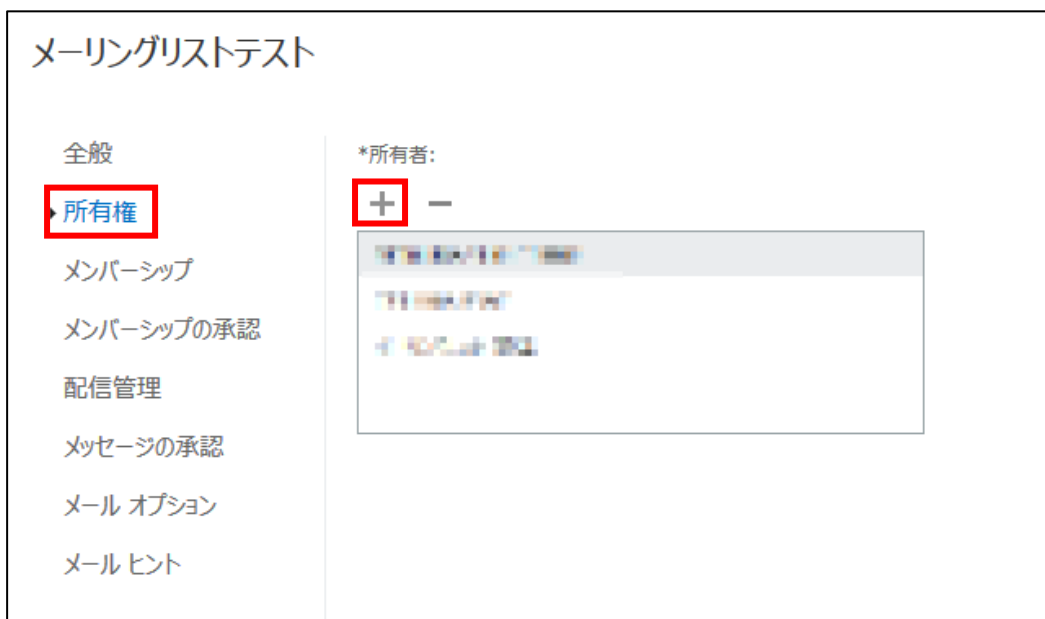 メーリングリストテスト
全般
所有権
メンバーシップ
メンバーシップの承認
配信管理
メッセージの承認
メール オプション
メール ヒント
*所有者: